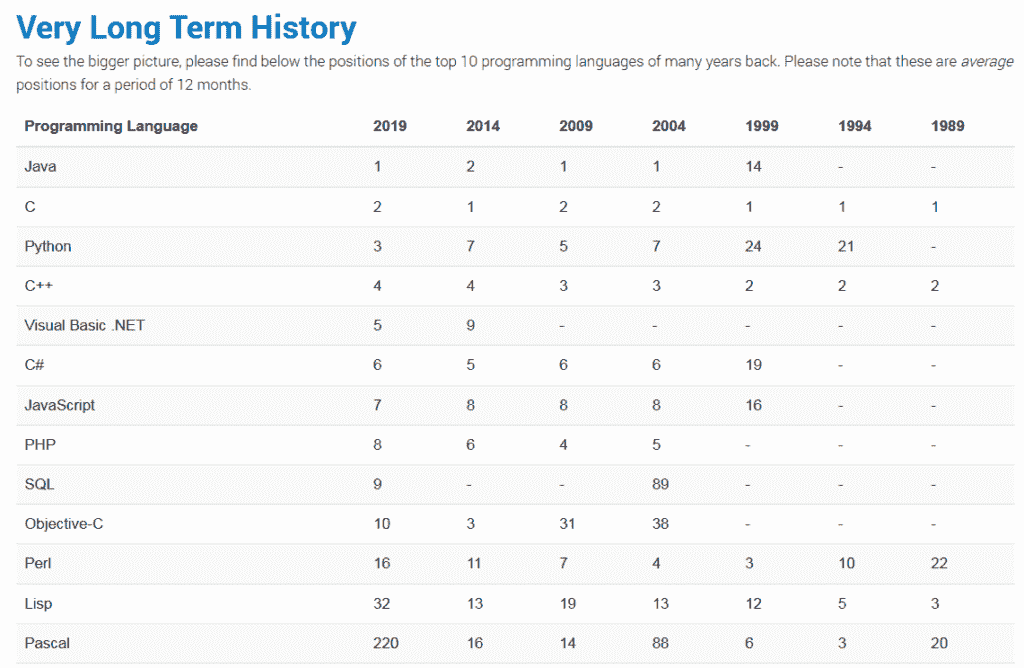 Very Long Term History
To see the bigger picture, please find below the positions of the top 10 programming languages of many years back. Please note that these are average
positions for a period of 12 months.
Programming Language 2019 2014 2009 2004 1999 1994 1989
Java 1 2 1 1 14 - -
C 2 1 2 2 1 1 1
Python 3 7 5 7 24 21 -
C++ 4 4 3 3 2 2 2
Visual Basic .NET 5 9 - - - - -
C# 6 5 6 6 19 - -
JavaScript 7 8 8 8 16 - -
PHP 8 6 4 5 - - -
SQL 9 - - 89 - - -
Objective-C 10 3 31 38 - - -
Perl 16 11 7 4 3 10 22
Lisp 32 13 19 13 12 5 3
Pascal 220 16 14 88 6 3 20